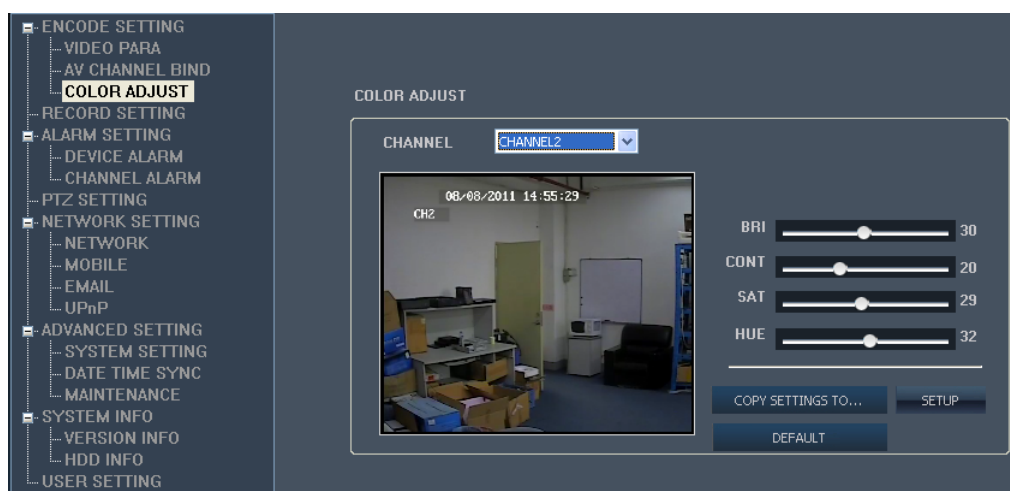 ENCODE SETTING
VIDEO PARA
AV CHANNEL BIND
COLOR ADJUST
RECORD SETTING
ALARM SETTING
DEVICE ALARM
CHANNEL ALARM
PTZ SETTING
NETWORK SETTING
NETWORK
MOBILE
EMAIL
UPnP
ADVANCED SETTING
SYSTEM SETTING
DATE TIME SYNC
MAINTENANCE
SYSTEM INFO
VERSION INFO
HDD INFO
USER SETTING
COLOR ADJUST
CHANNEL CHANNEL2
08/08/2011 14:55:29
CH2
BRI 30
CONT 20
SAT 29
HUE 32
COPY SETTINGS TO... SETUP
DEFAULT